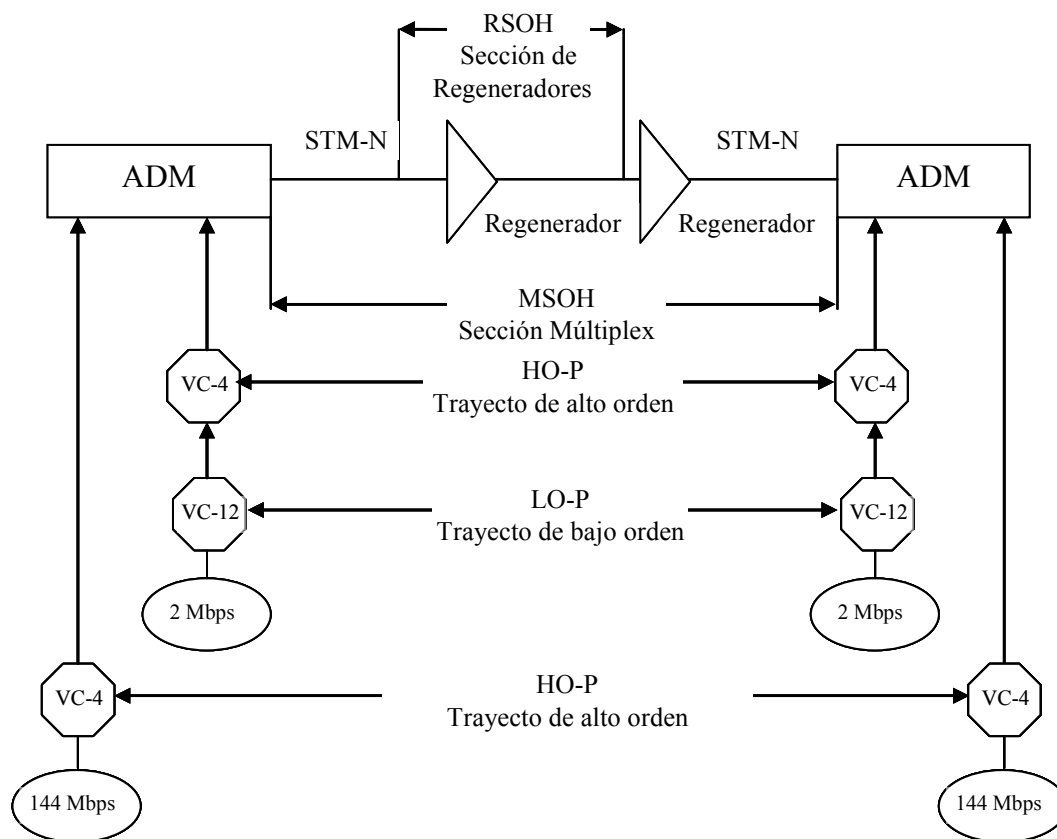 RSOH
Sección de
Regeneradores
STM-N
STM-N
ADM
ADM
Regenerador
Regenerador
MSOH
Sección Múltiplex
HO-P
Trayecto de alto orden
VC-4
VC-4
LO-P
Trayecto de bajo orden
VC-12
VC-12
2 Mbps
2 Mbps
HO-P
Trayecto de alto orden
VC-4
VC-4
144 Mbps
144 Mbps